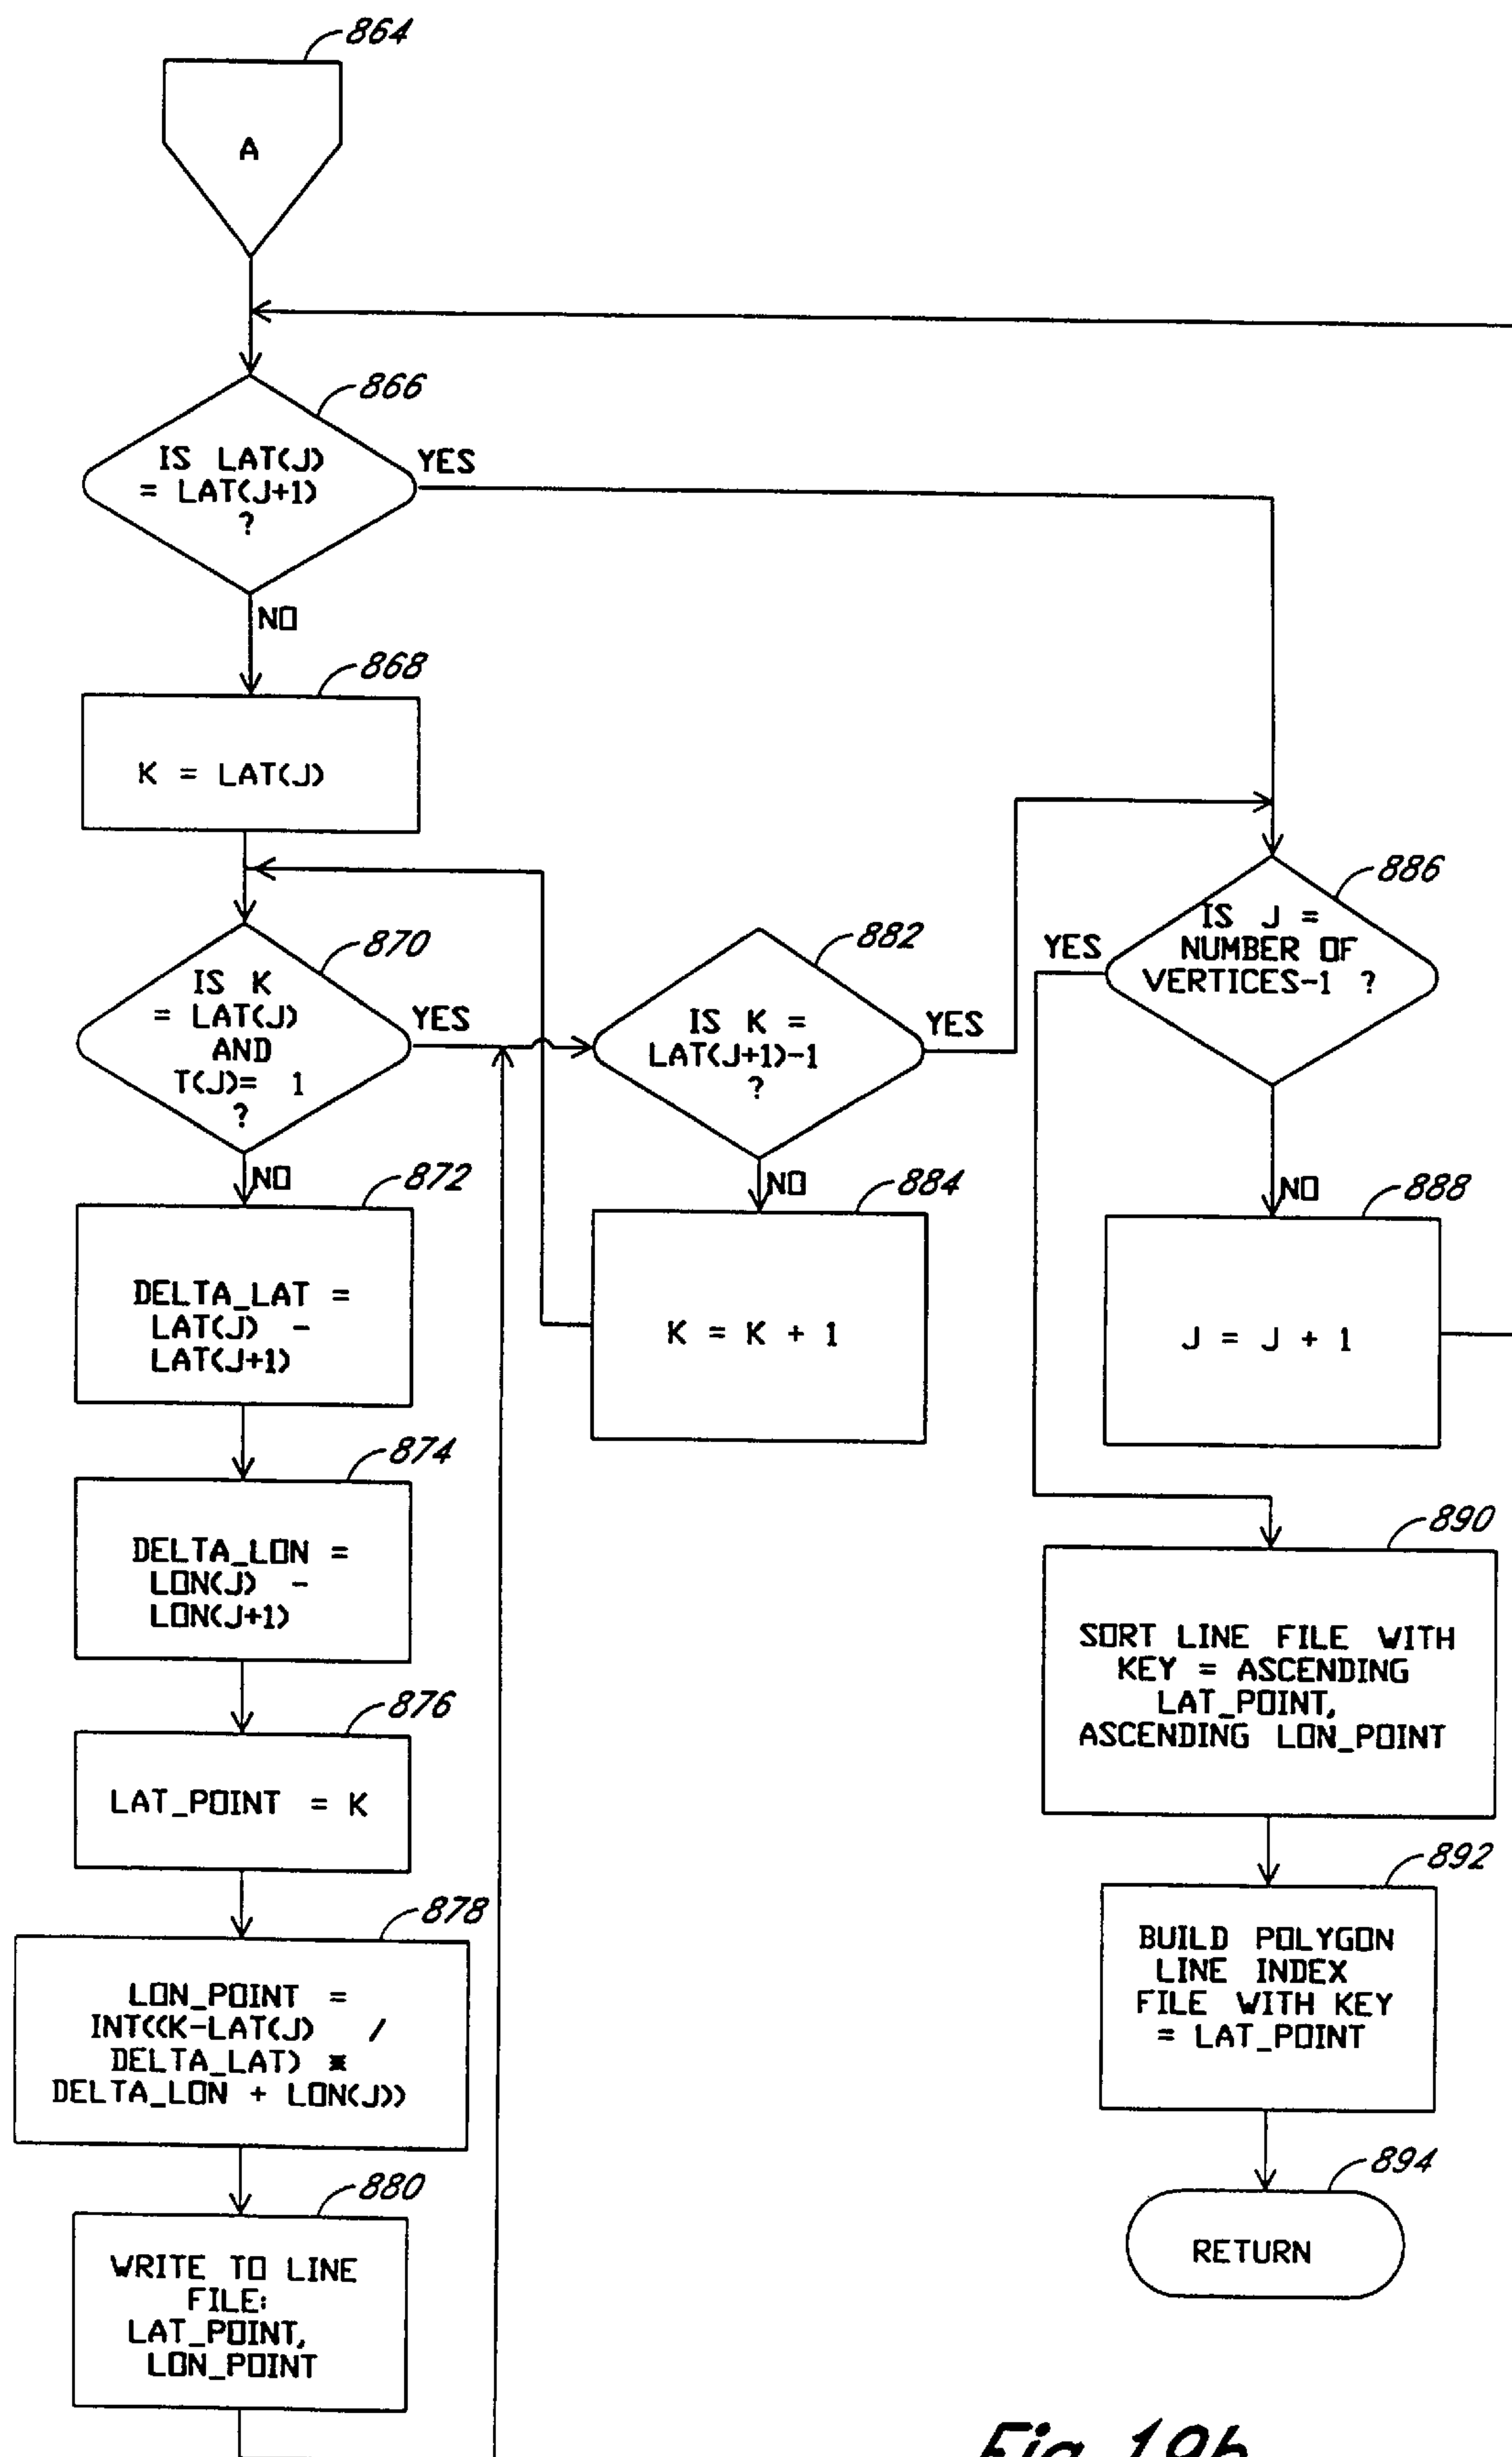 864
A
866
IS LAT(J)
= LAT(J+1)
?
YES
NO
868
K = LAT(J)
870
IS K
= LAT(J)
AND
T(J)= 1
?
YES
NO
882
IS K =
LAT(J+1)-1
?
YES
NO
886
IS J =
NUMBER OF
VERTICES-1 ?
YES
NO
872
DELTA_LAT =
LAT(J) -
LAT(J+1)
884
K = K + 1
888
J = J + 1
874
DELTA_LON =
LON(J) -
LON(J+1)
890
SORT LINE FILE WITH
KEY = ASCENDING
LAT_POINT,
ASCENDING LON_POINT
876
LAT_POINT = K
892
BUILD POLYGON
LINE INDEX
FILE WITH KEY
= LAT_POINT
878
LON_POINT =
INT((K-LAT(J) /
DELTA_LAT) *
DELTA_LON + LON(J))
894
RETURN
880
WRITE TO LINE
FILE:
LAT_POINT,
LON_POINT
Fig. 19b